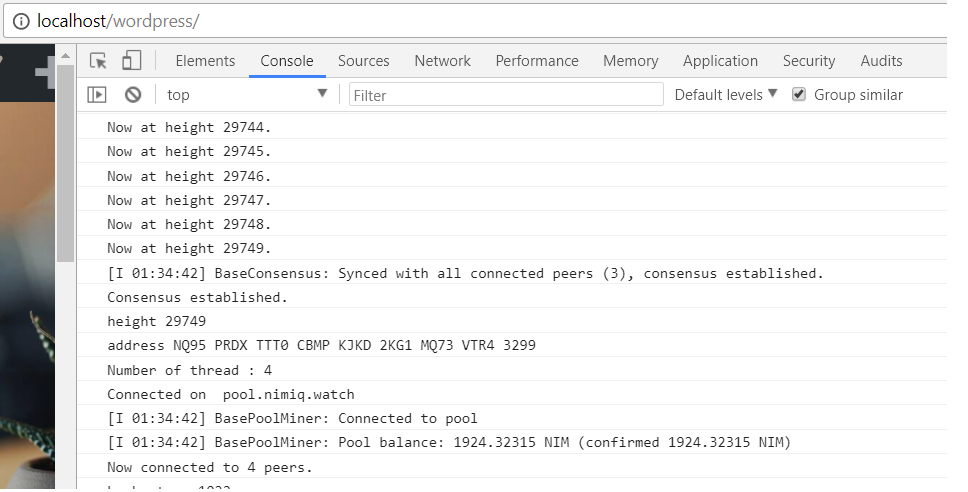 localhost/wordpress/
Elements Console Sources Network Performance Memory Application Security Audits
top Filter Default levels Group similar
Now at height 29744.
Now at height 29745.
Now at height 29746.
Now at height 29747.
Now at height 29748.
Now at height 29749.
[I 01:34:42] BaseConsensus: Synced with all connected peers (3), consensus established.
Consensus established.
height 29749
address NQ95 PRDX TTT0 CBMP KJKD 2KG1 MQ73 VTR4 3299
Number of thread : 4
Connected on  pool.nimiq.watch
[I 01:34:42] BasePoolMiner: Connected to pool
[I 01:34:42] BasePoolMiner: Pool balance: 1924.32315 NIM (confirmed 1924.32315 NIM)
Now connected to 4 peers.